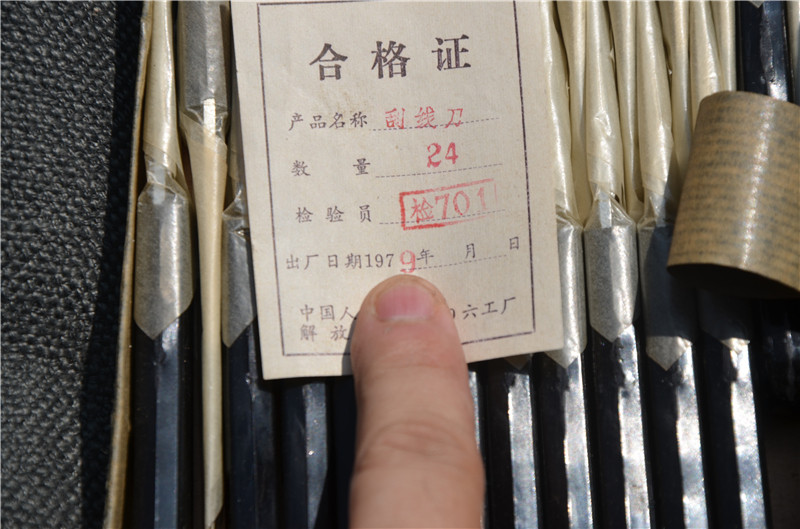 合格证
产品名称 刮线刀
数量 24
检验员 检701
出厂日期1979年 月 日
中国人 六工厂
解放